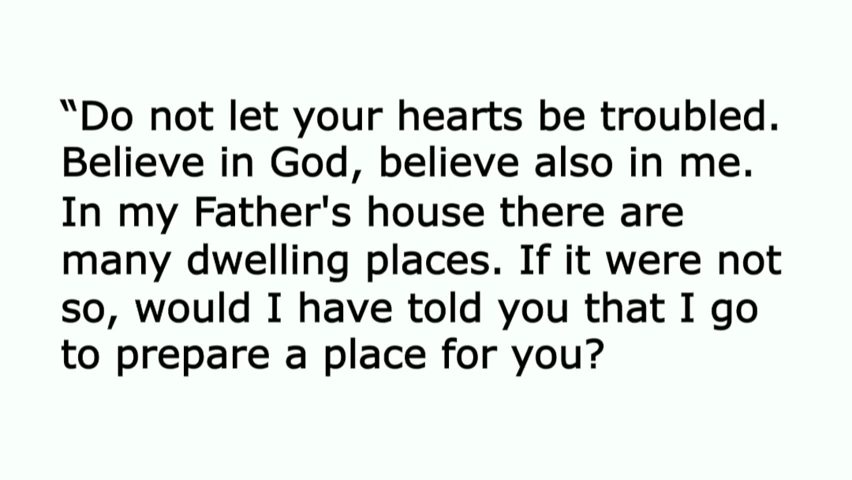 “Do not let your hearts be troubled.
Believe in God, believe also in me.
In my Father's house there are
many dwelling places. If it were not
so, would I have told you that I go
to prepare a place for you?